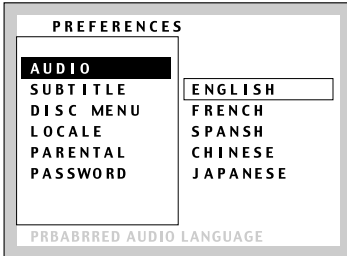 PREFERENCES
AUDIO
SUBTITLE
DISC MENU
LOCALE
PARENTAL
PASSWORD
ENGLISH
FRENCH
SPANSH
CHINESE
JAPANESE
PRBABRRED AUDIO LANGUAGE